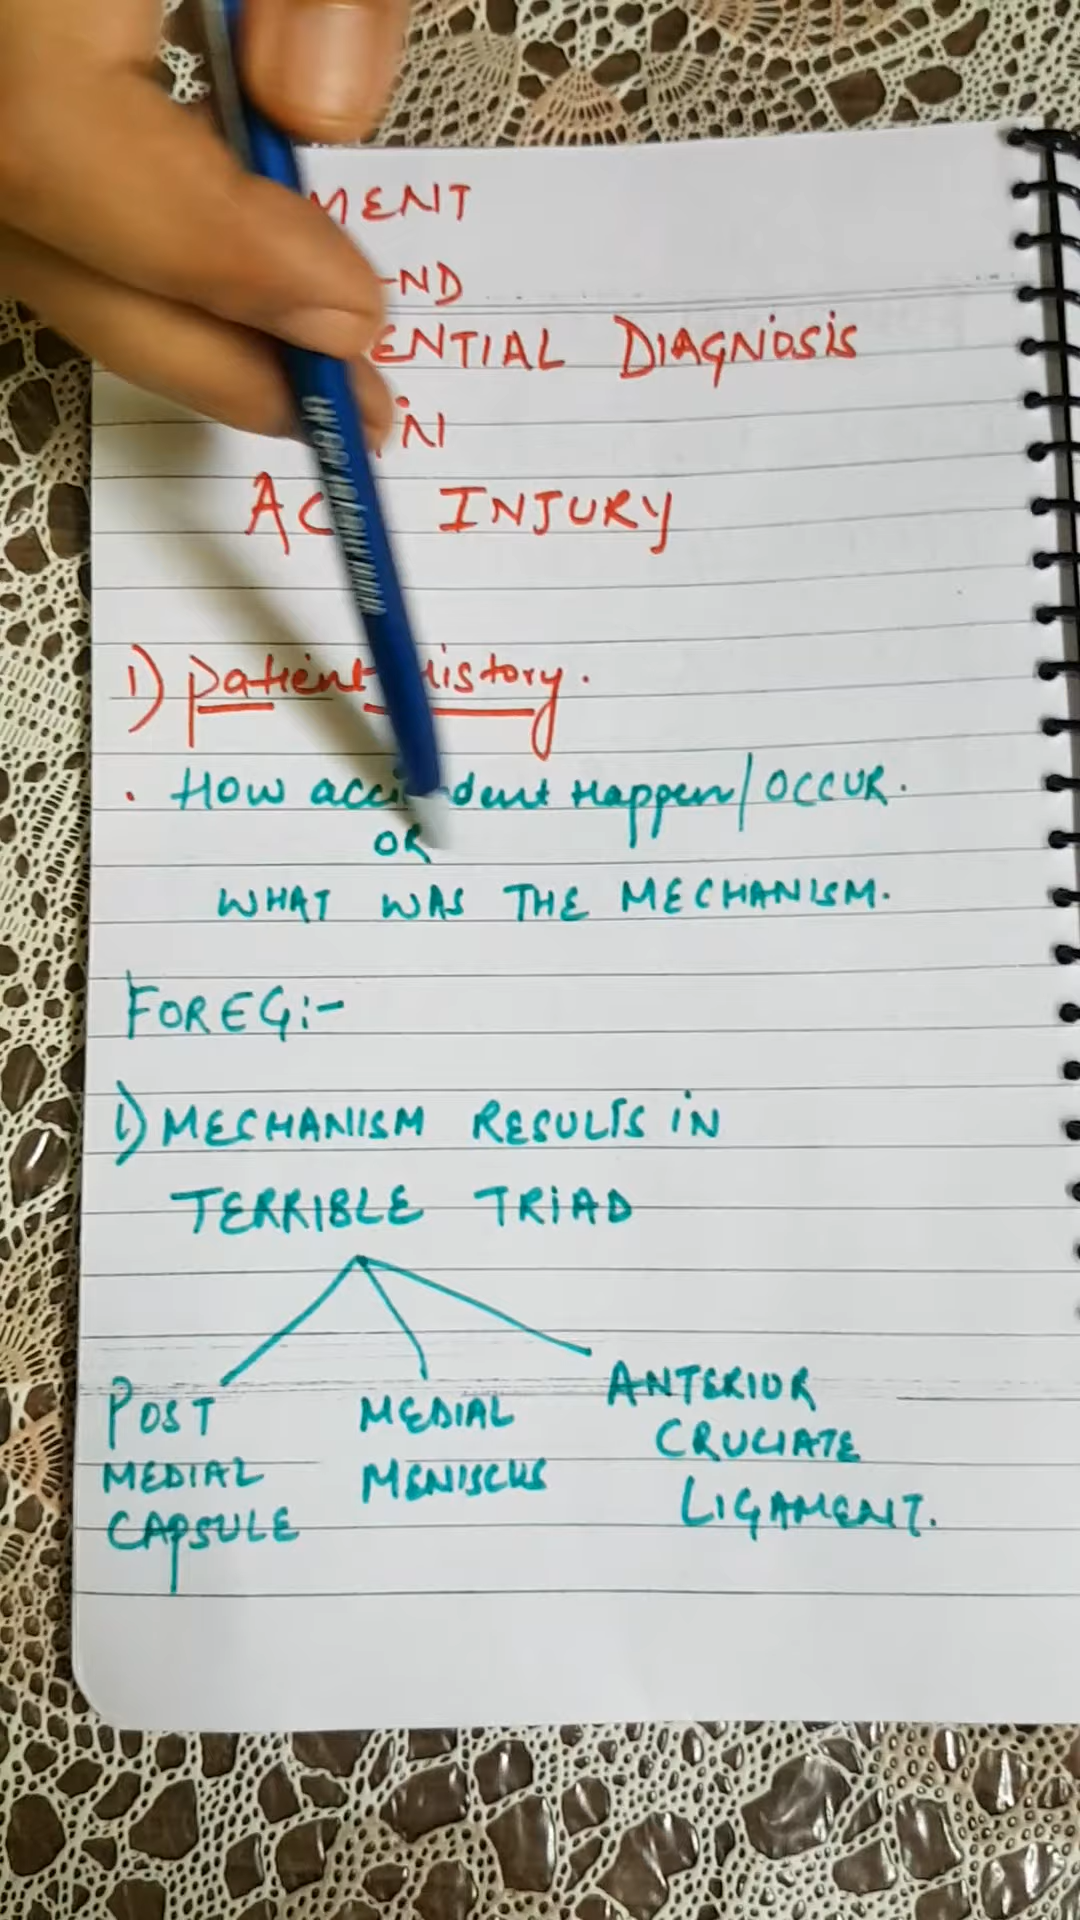 MENT
ND
ENTIAL DIAGNOSIS
IN
INJURY
1) Patient History.
. How accident Happen/OCCUR.
OR
WHAT WAS THE MECHANISM.
FOREG:-
1) MECHANISM RESULTS IN
TERRIBLE TRIAD
POST MEDIAL ANTERIOR
MEDIAL MENISCUS CRUCIATE
CAPSULE LIGAMENT.